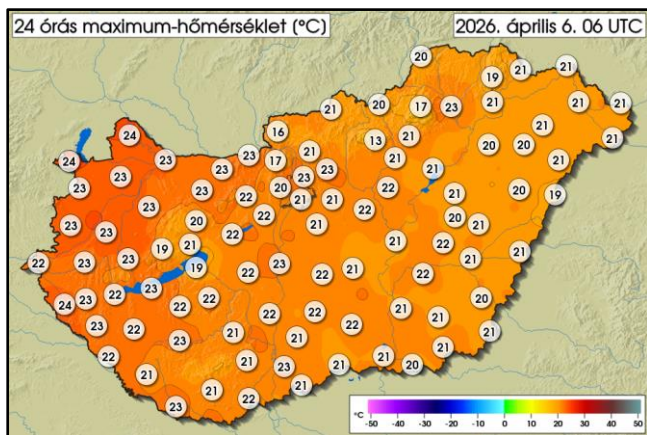 24 órás maximum-hőmérséklet (°C) 2026. április 6. 06 UTC
20
19 21 21
21 20 17 23 21 21 21
24 16 13 21 21 21
24 23 23 17 21 21 20 20 21
23 23 23 23 21
23 23 22 20 21 21 22 21 20 19
23 23 20 22 22 21 22 20 21
22 23 23 19 21 22 21 22 21 21
19 22 23 22 21 22
24 23 22 23 22 22 20
23 22 22 22 22 21 21
22 23 21 21 21
21 21 23 21 21 20 21
23 21 22 21
°C -50 -40 -30 -20 -10 0 10 20 30 40 50